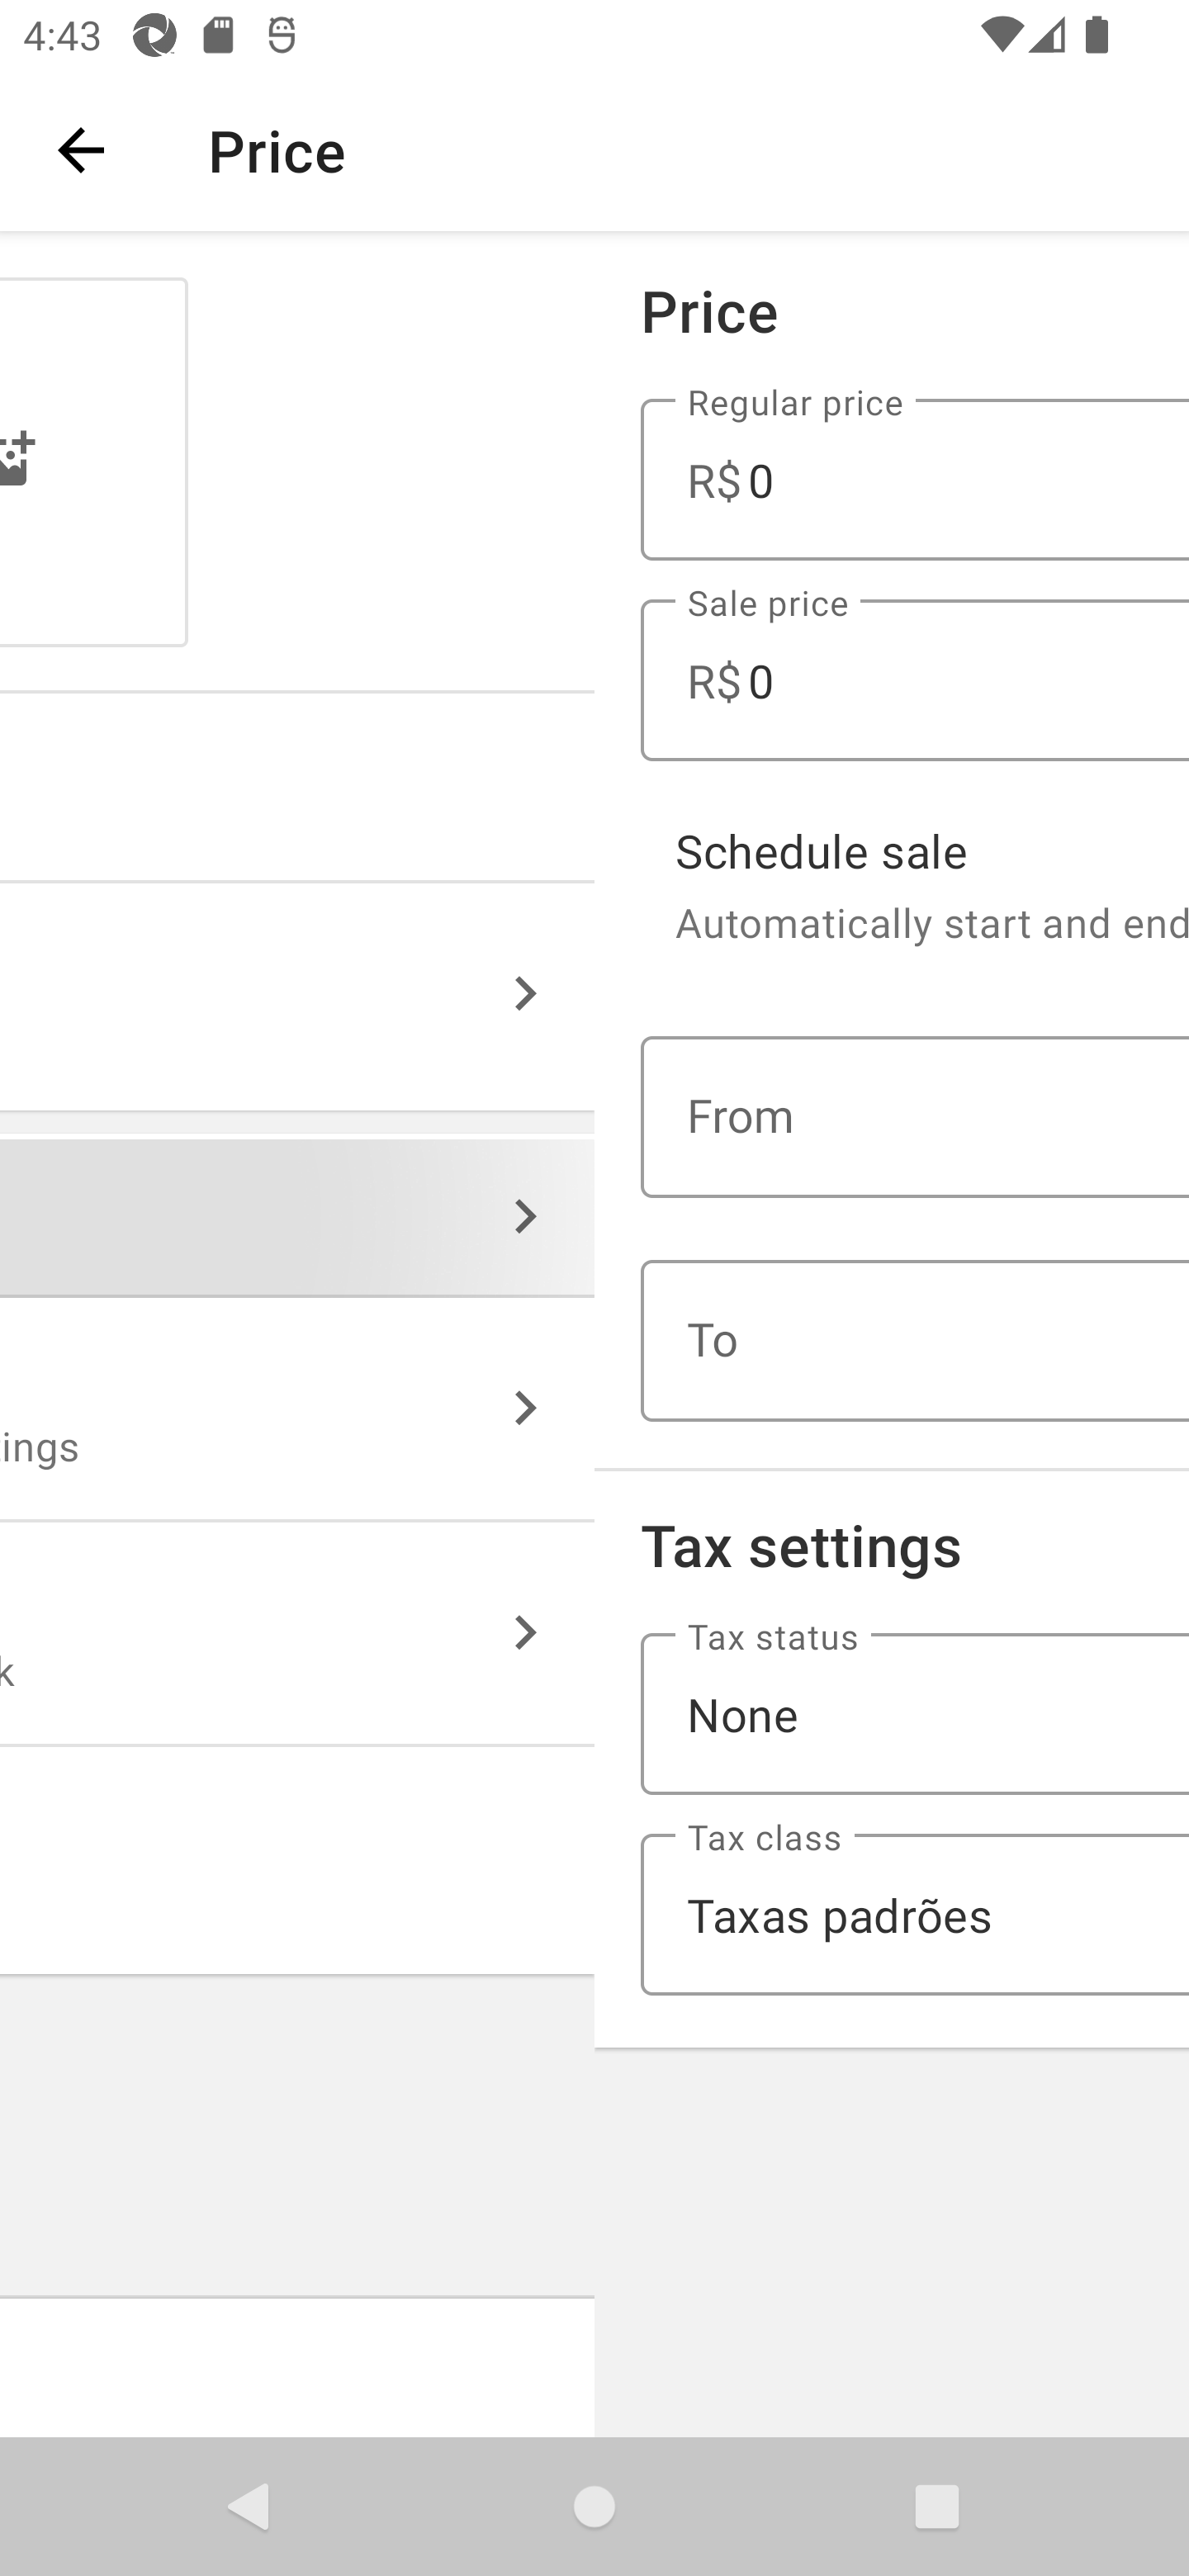 4:43
Price
Price
Regular price
R$ 0
Sale price
R$ 0
Schedule sale
Automatically start and end
From
To
tings
k
Tax settings
Tax status
None
Tax class
Taxas padrões